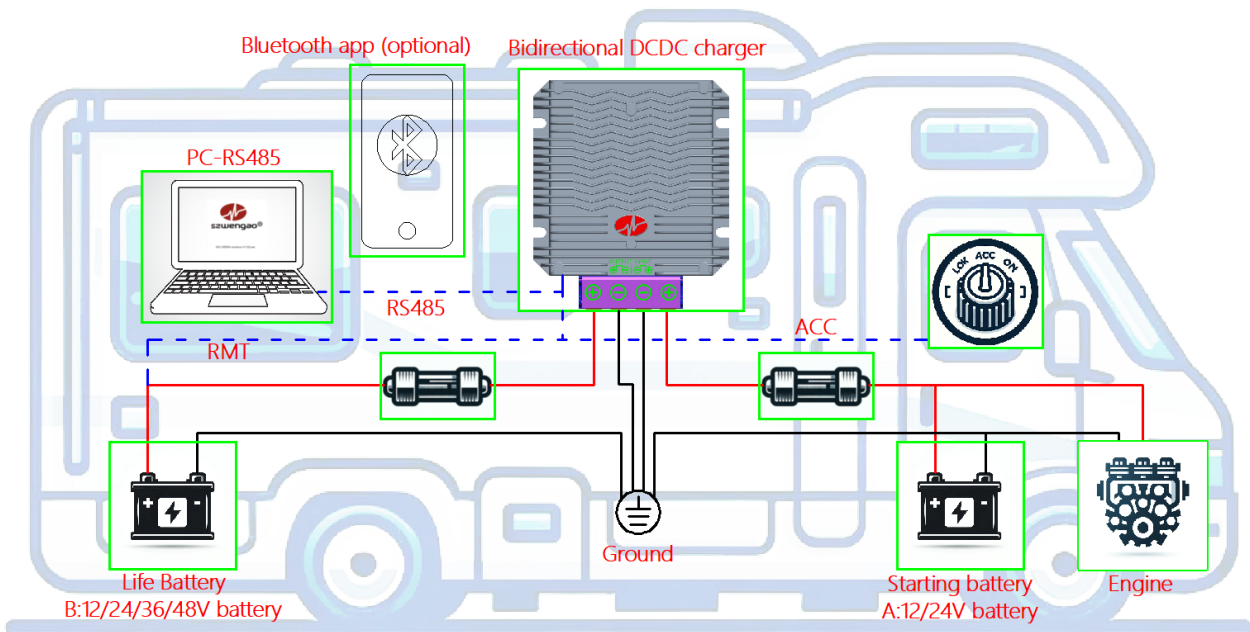 Bluetooth app (optional)
Bidirectional DCDC charger
PC-RS485
szwengao®
LOK ACC ON
RS485
ACC
RMT
Ground
Life Battery
B:12/24/36/48V battery
Starting battery
A:12/24V battery
Engine